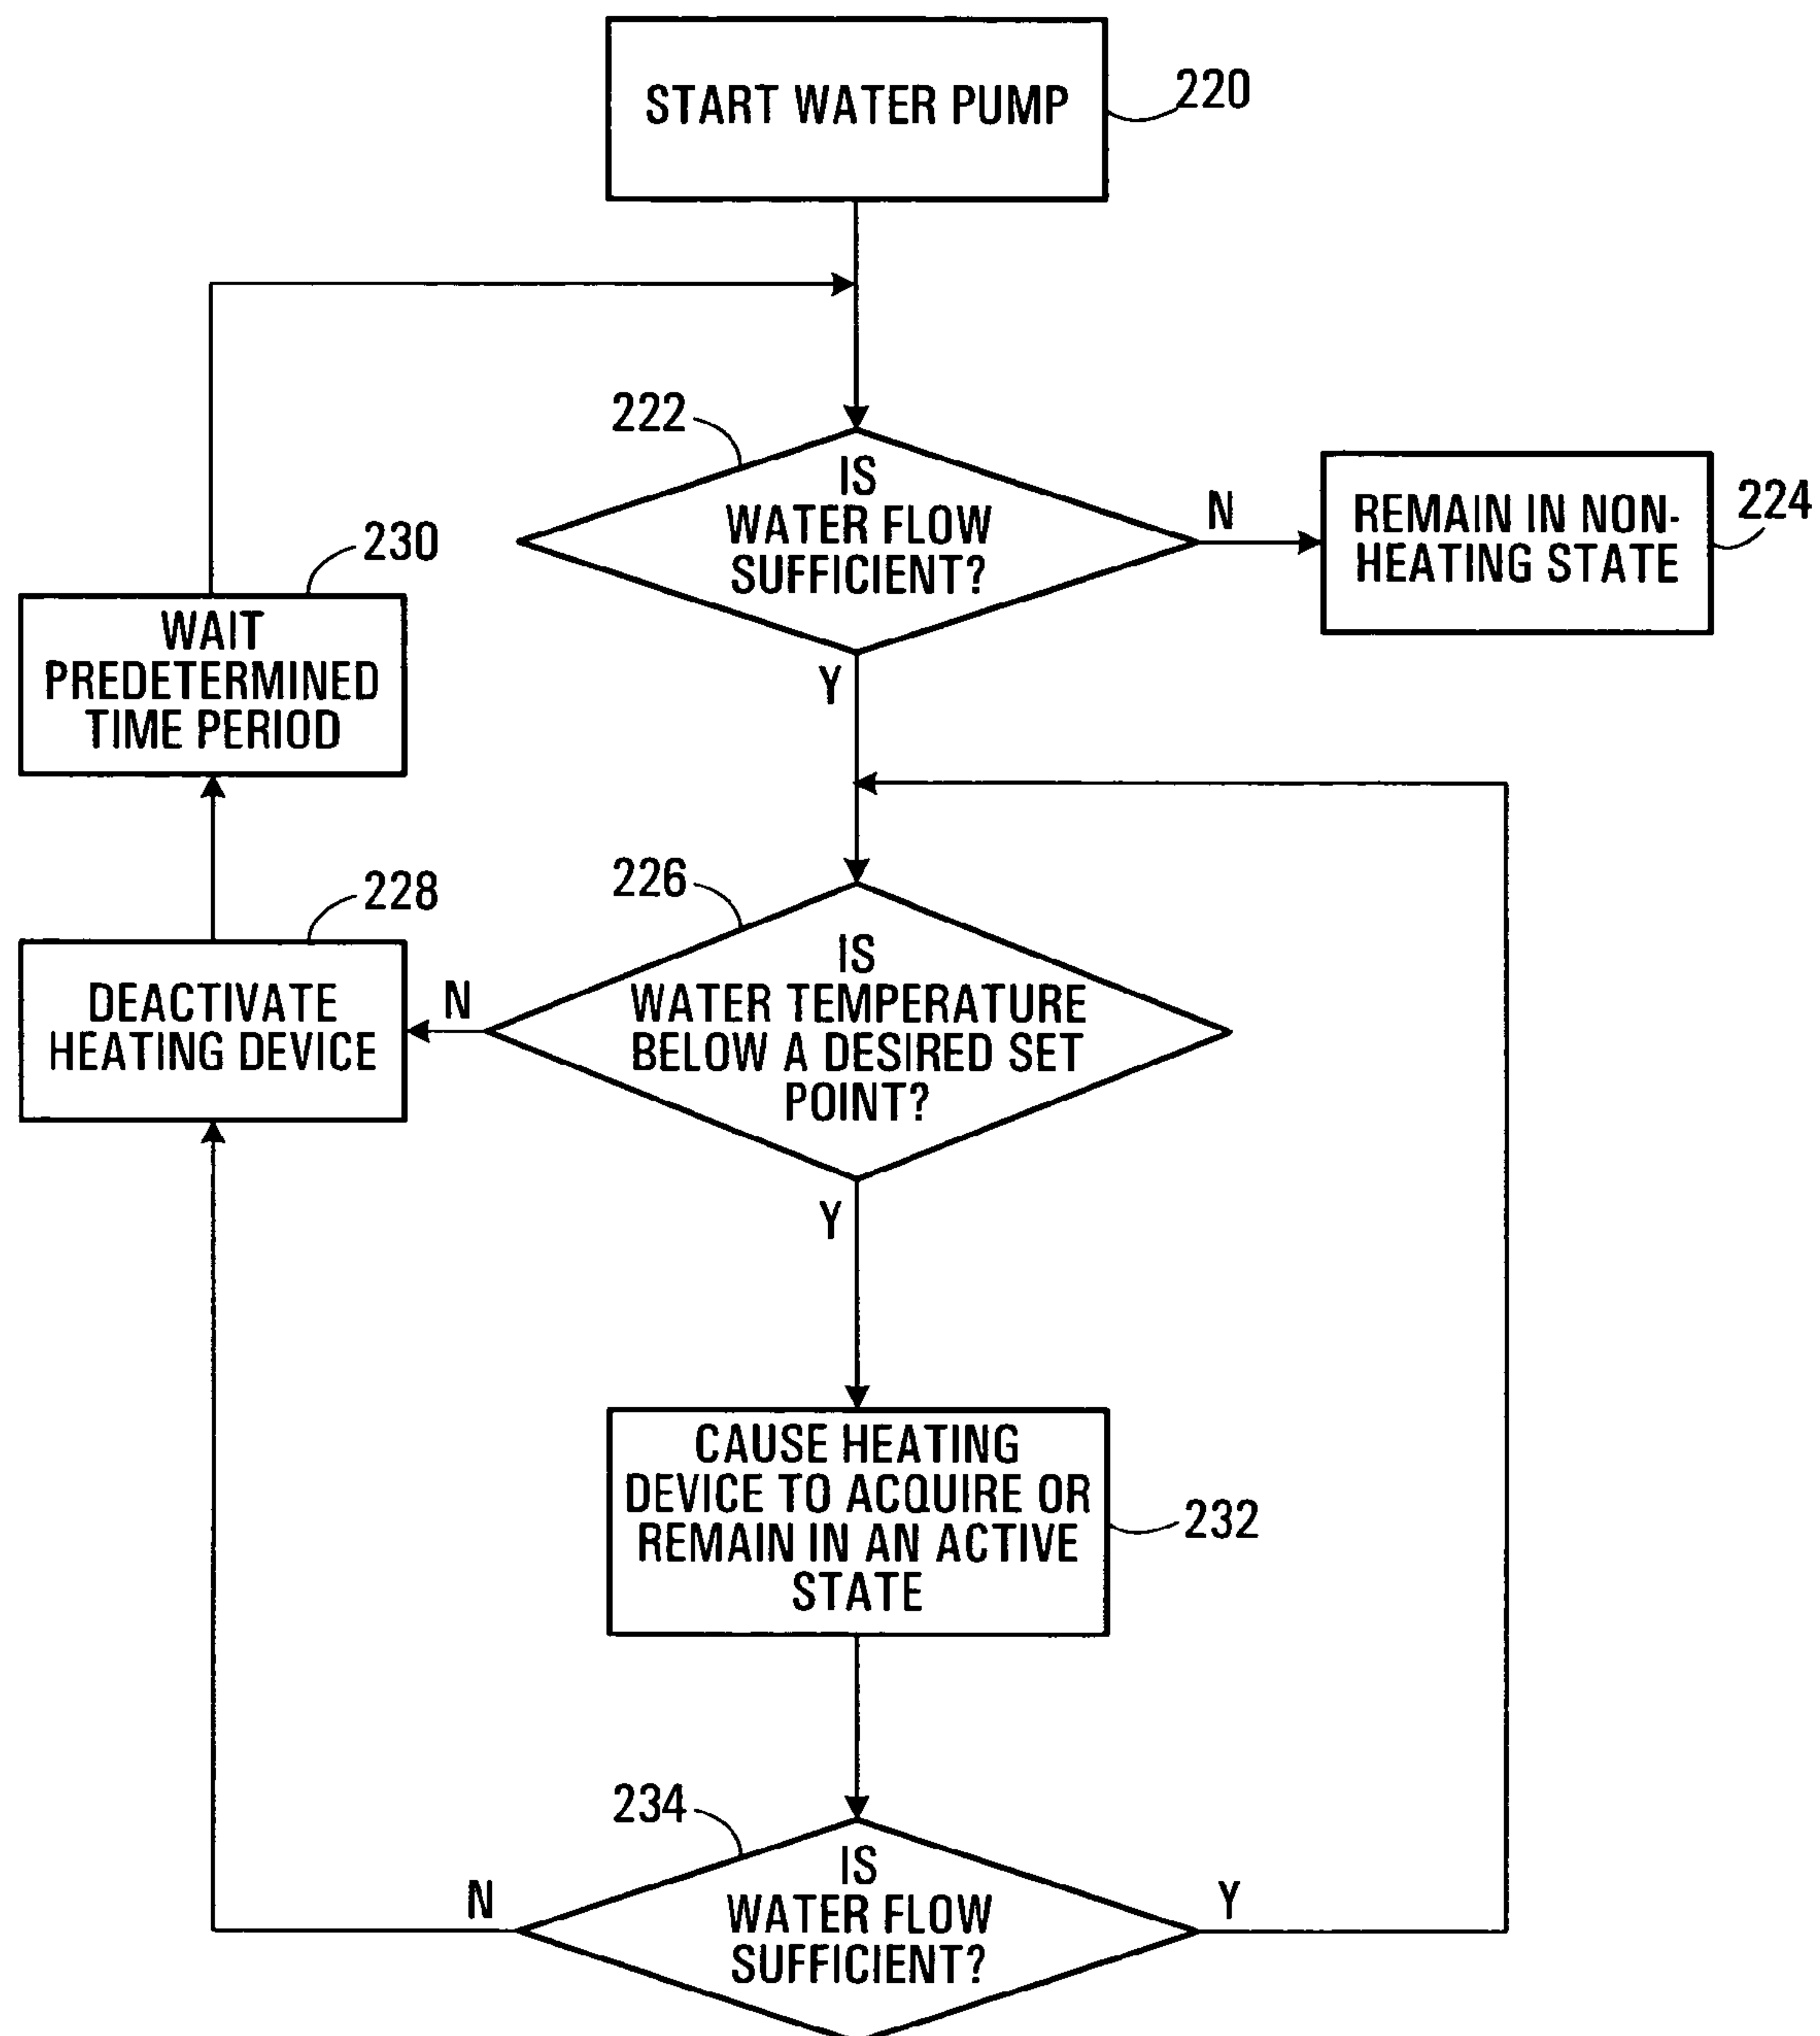 START WATER PUMP
220
222
IS
WATER FLOW
SUFFICIENT?
N
REMAIN IN NON-
HEATING STATE
224
Y
230
WAIT
PREDETERMINED
TIME PERIOD
226
IS
WATER TEMPERATURE
BELOW A DESIRED SET
POINT?
N
228
DEACTIVATE
HEATING DEVICE
Y
CAUSE HEATING
DEVICE TO ACQUIRE OR
REMAIN IN AN ACTIVE
STATE
232
234
IS
WATER FLOW
SUFFICIENT?
N
Y